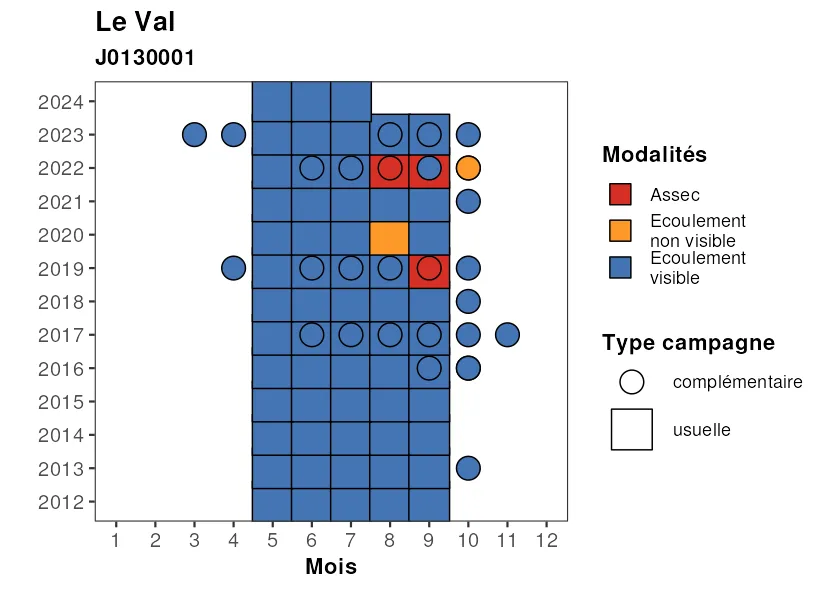 Le Val
J0130001
2024
2023
2022
2021
2020
2019
2018
2017
2016
2015
2014
2013
2012
1 2 3 4 5 6 7 8 9 10 11 12
Mois
Modalités
Assec
Ecoulement
non visible
Ecoulement
visible
Type campagne
complémentaire
usuelle